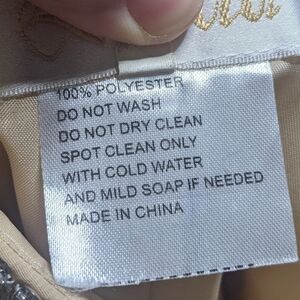 100% POLYESTER
DO NOT WASH
DO NOT DRY CLEAN
SPOT CLEAN ONLY
WITH COLD WATER
AND MILD SOAP IF NEEDED
MADE IN CHINA